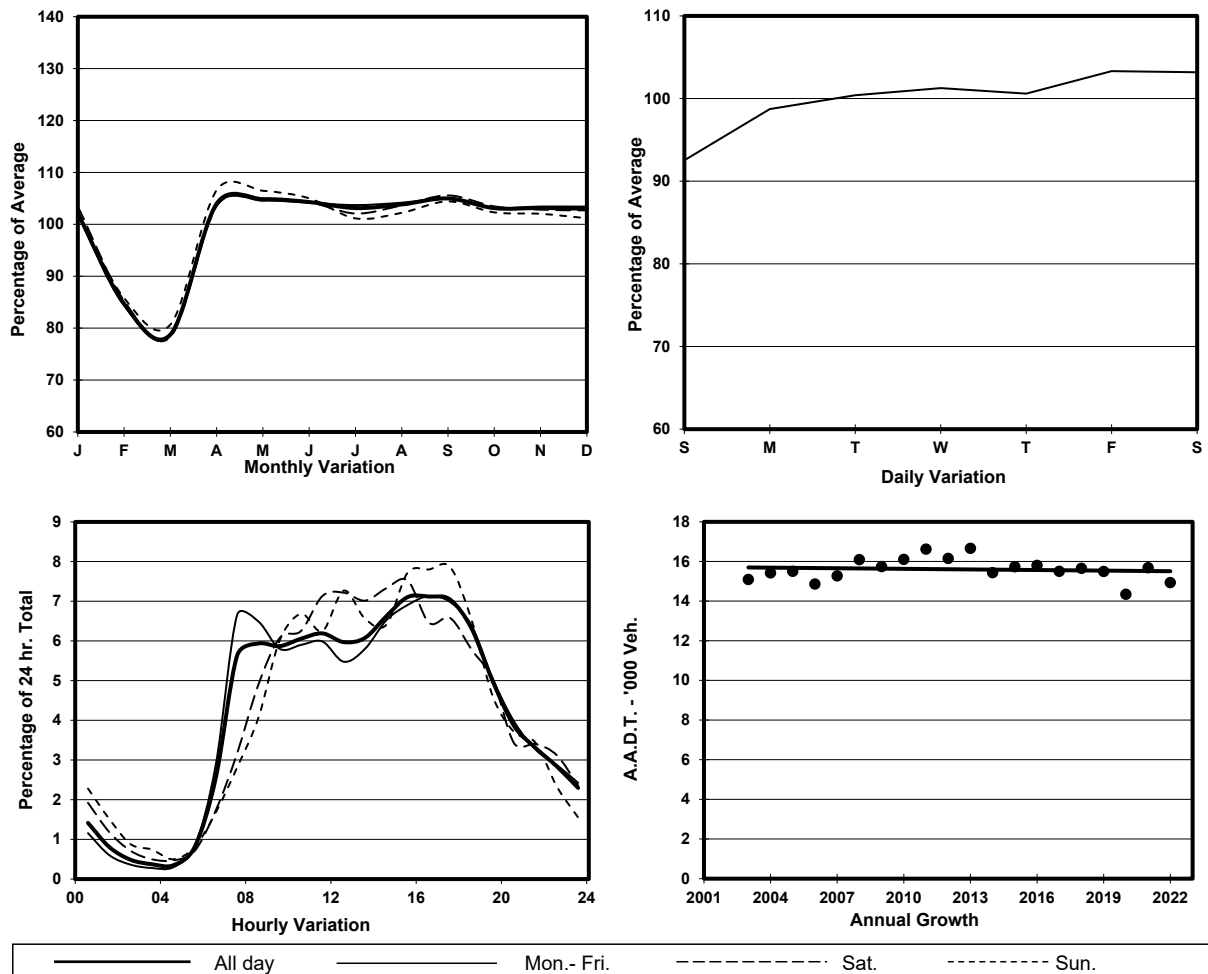 140
130
120
110
100
90
80
70
60
Percentage of Average
J F M A M J J A S O N D
Monthly Variation
110
100
90
80
70
60
Percentage of Average
S M T W T F S
Daily Variation
9
8
7
6
5
4
3
2
1
0
Percentage of 24 hr. Total
00 04 08 12 16 20 24
Hourly Variation
18
16
14
12
10
8
6
4
2
0
A.A.D.T. - '000 Veh.
2001 2004 2007 2010 2013 2016 2019 2022
Annual Growth
All day Mon.- Fri. Sat. Sun.